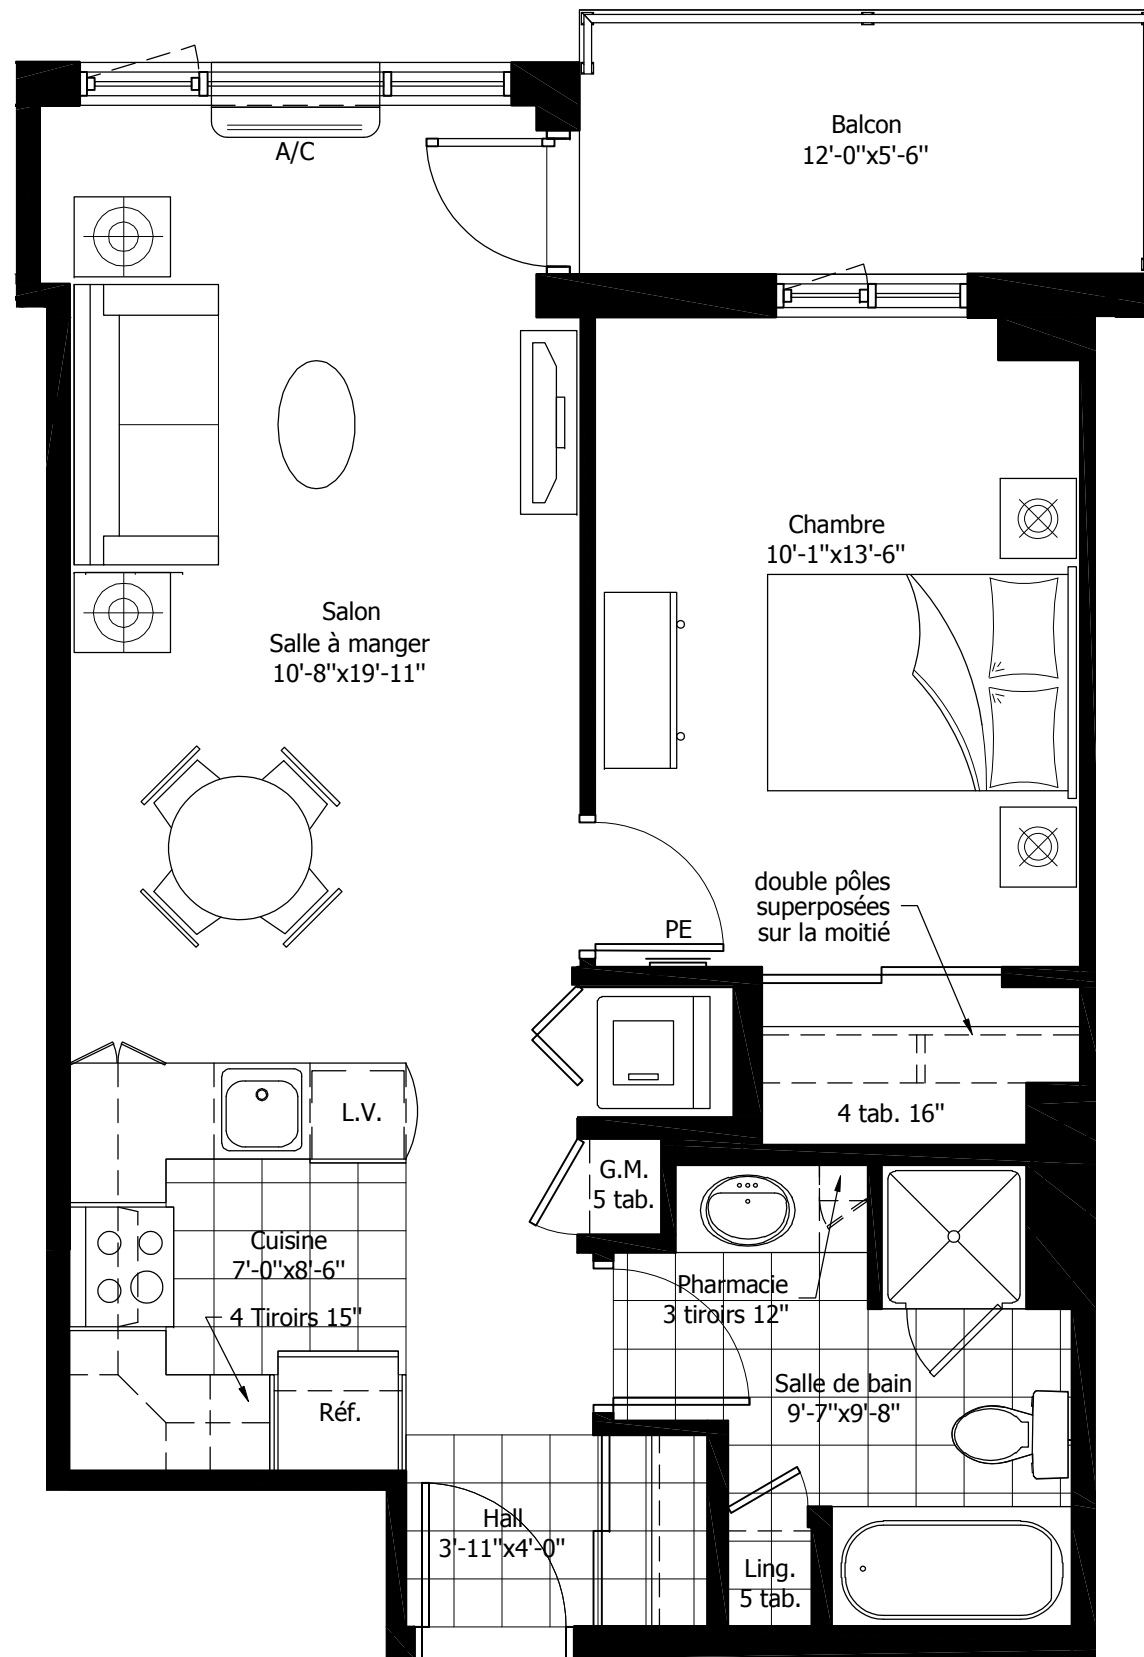 Balcon
12'-0"x5'-6"
A/C
Chambre
10'-1"x13'-6"
Salon
Salle à manger
10'-8"x19'-11"
double pôles
superposées
sur la moitié
PE
4 tab. 16"
L.V.
G.M.
5 tab.
Cuisine
7'-0"x8'-6"
4 Tiroirs 15"
Pharmacie
3 tiroirs 12"
Salle de bain
9'-7"x9'-8"
Réf.
Hall
3'-11"x4'-0"
Ling.
5 tab.